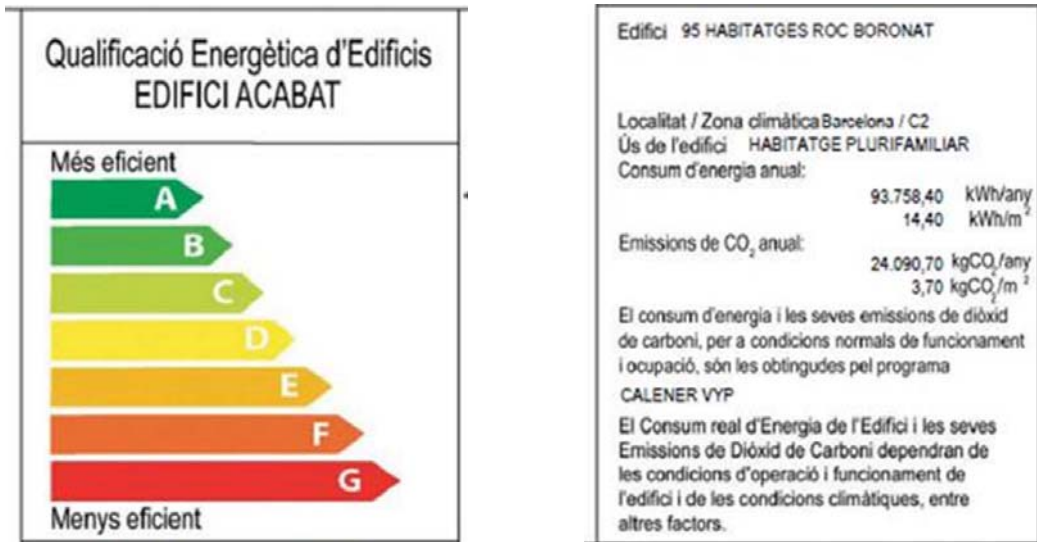 Qualificació Energètica d'Edificis
EDIFICI ACABAT
Més eficient
A
B
C
D
E
F
G
Menys eficient
Edifici 95 HABITATGES ROC BORONAT
Localitat / Zona climàtica Barcelona / C2
Ús de l'edifici HABITATGE PLURIFAMILIAR
Consum d'energia anual:
93.758,40 kWh/any
14,40 kWh/m²
Emissions de CO₂ anual:
24.090,70 kgCO₂/any
3,70 kgCO₂/m²
El consum d'energia i les seves emissions de diòxid
de carboni, per a condicions normals de funcionament
i ocupació, són les obtingudes pel programa
CALENER VYP
El Consum real d'Energia de l'Edifici i les seves
Emissions de Diòxid de Carboni dependran de
les condicions d'operació i funcionament de
l'edifici i de les condicions climàtiques, entre
altres factors.